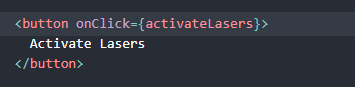 <button onClick={activateLasers}>
  Activate Lasers
</button>